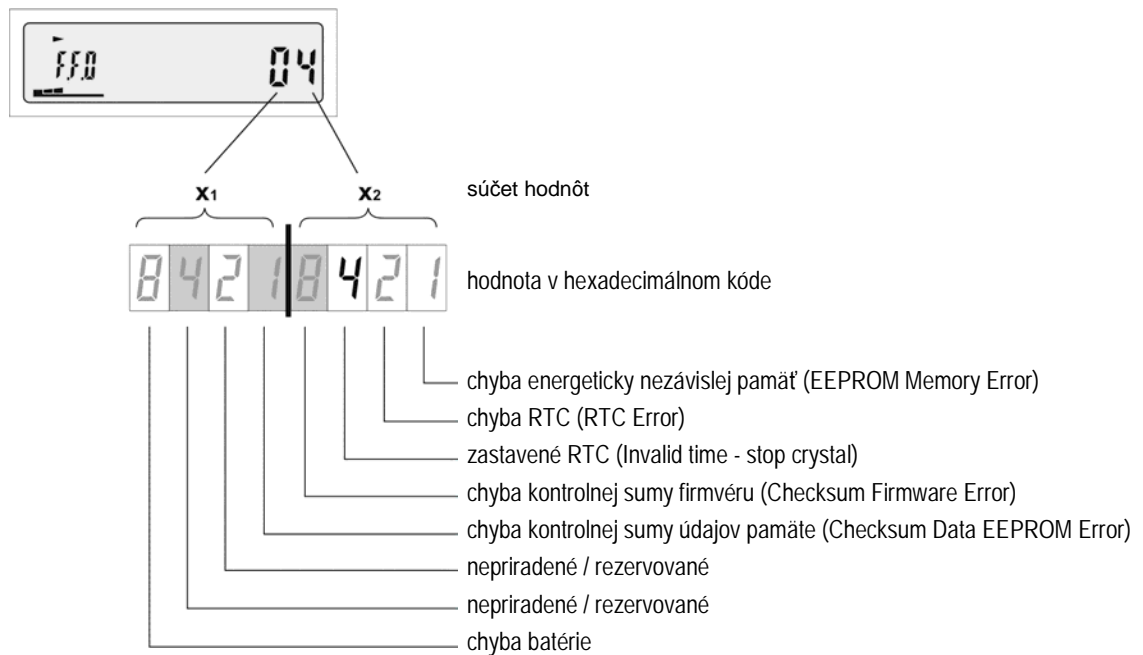 F.F.0 04
x1 x2
súčet hodnôt
8 4 2 1 8 4 2 1
hodnota v hexadecimálnom kóde
chyba energeticky nezávislej pamäť (EEPROM Memory Error)
chyba RTC (RTC Error)
zastavené RTC (Invalid time - stop crystal)
chyba kontrolnej sumy firmvéru (Checksum Firmware Error)
chyba kontrolnej sumy údajov pamäte (Checksum Data EEPROM Error)
nepriradené / rezervované
nepriradené / rezervované
chyba batérie